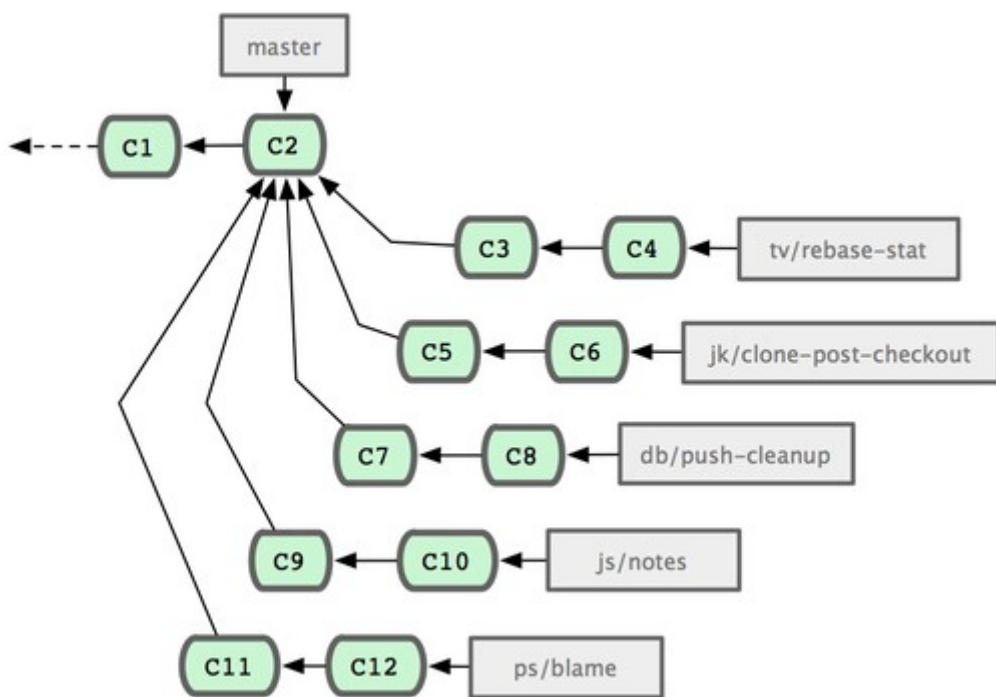 master
C1 C2
C3 C4 tv/rebase-stat
C5 C6 jk/clone-post-checkout
C7 C8 db/push-cleanup
C9 C10 js/notes
C11 C12 ps/blame